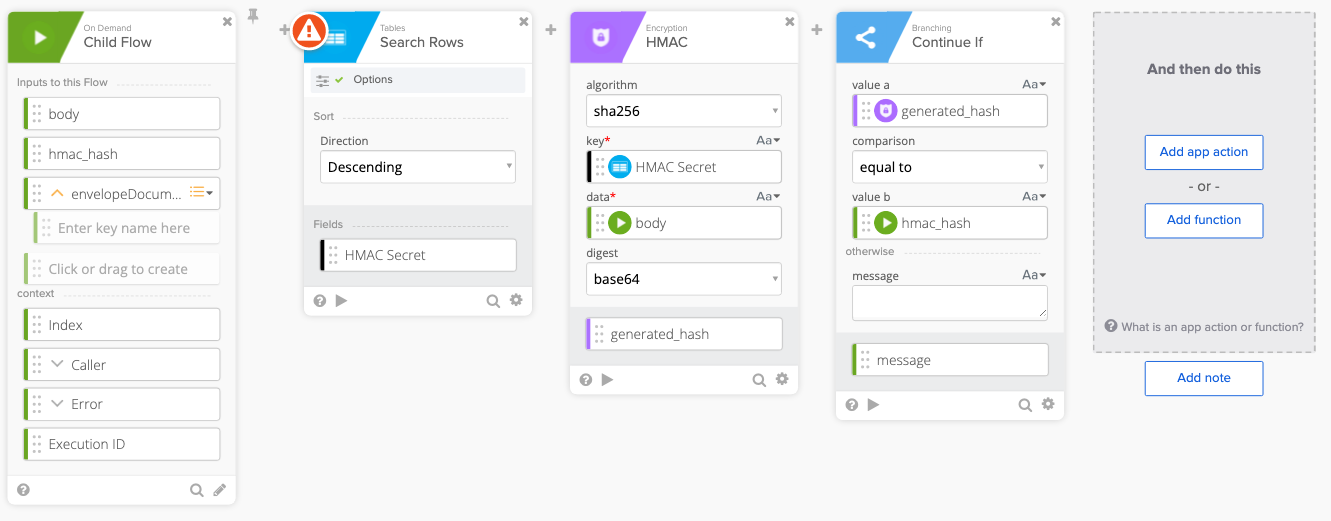 On Demand
Child Flow
Inputs to this Flow
body
hmac_hash
envelopeDocum...
Enter key name here
Click or drag to create
context
Index
Caller
Error
Execution ID
Tables
Search Rows
Options
Sort
Direction
Descending
Fields
HMAC Secret
Encryption
HMAC
algorithm
sha256
key* Aa
HMAC Secret
data* Aa
body
digest
base64
generated_hash
Branching
Continue If
value a Aa
generated_hash
comparison
equal to
value b Aa
hmac_hash
otherwise
message Aa
message
And then do this
Add app action
- or -
Add function
What is an app action or function?
Add note